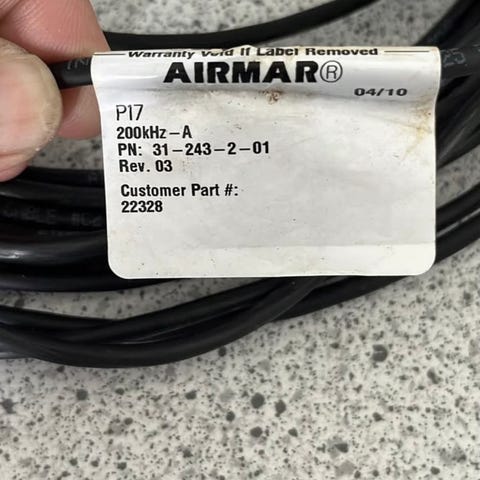 Warranty Void If Label Removed
AIRMAR®
04/10
P17
200kHz-A
PN: 31-243-2-01
Rev. 03
Customer Part #:
22328